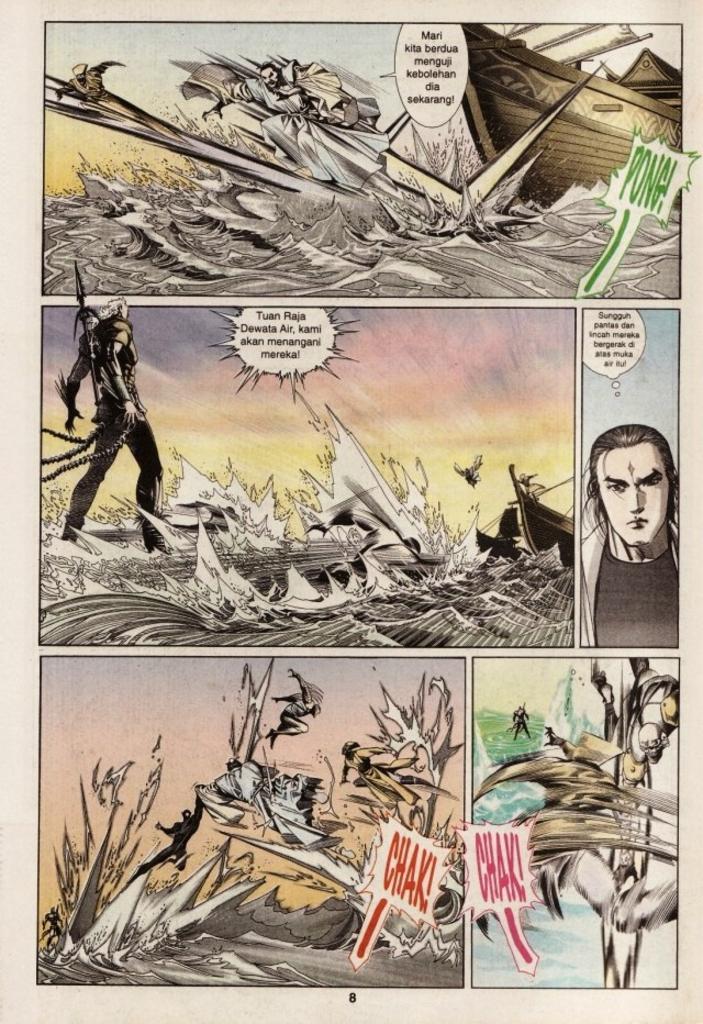 Mari
kita berdua
menguji
kebolehan
dia
sekarang!
PONG!
Tuan Raja
Dewata Air, kami
akan menangani
mereka!
Sungguh
pantas dan
lincah mereka
bergerak di
atas muka
air itu!
CHAK!
CHAK!
8